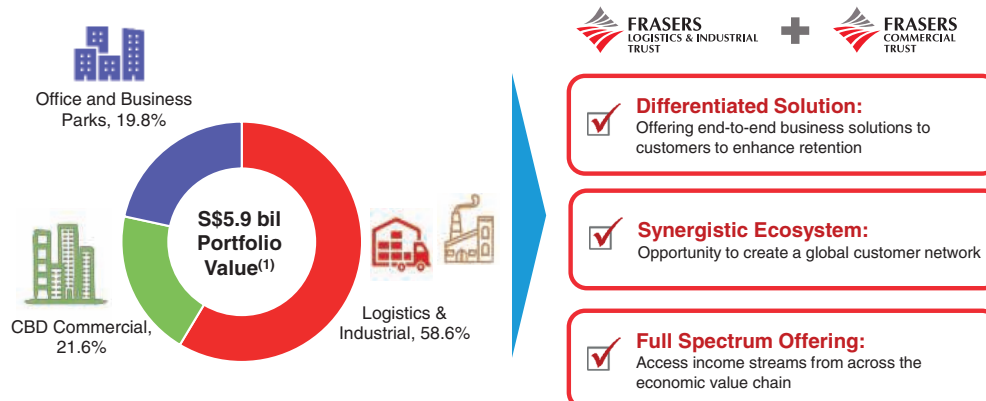 Office and Business
Parks, 19.8%
S$5.9 bil
Portfolio
Value(1)
CBD Commercial,
21.6%
Logistics &
Industrial, 58.6%
FRASERS
LOGISTICS & INDUSTRIAL
TRUST
FRASERS
COMMERCIAL
TRUST
Differentiated Solution:
Offering end-to-end business solutions to
customers to enhance retention
Synergistic Ecosystem:
Opportunity to create a global customer network
Full Spectrum Offering:
Access income streams from across the
economic value chain